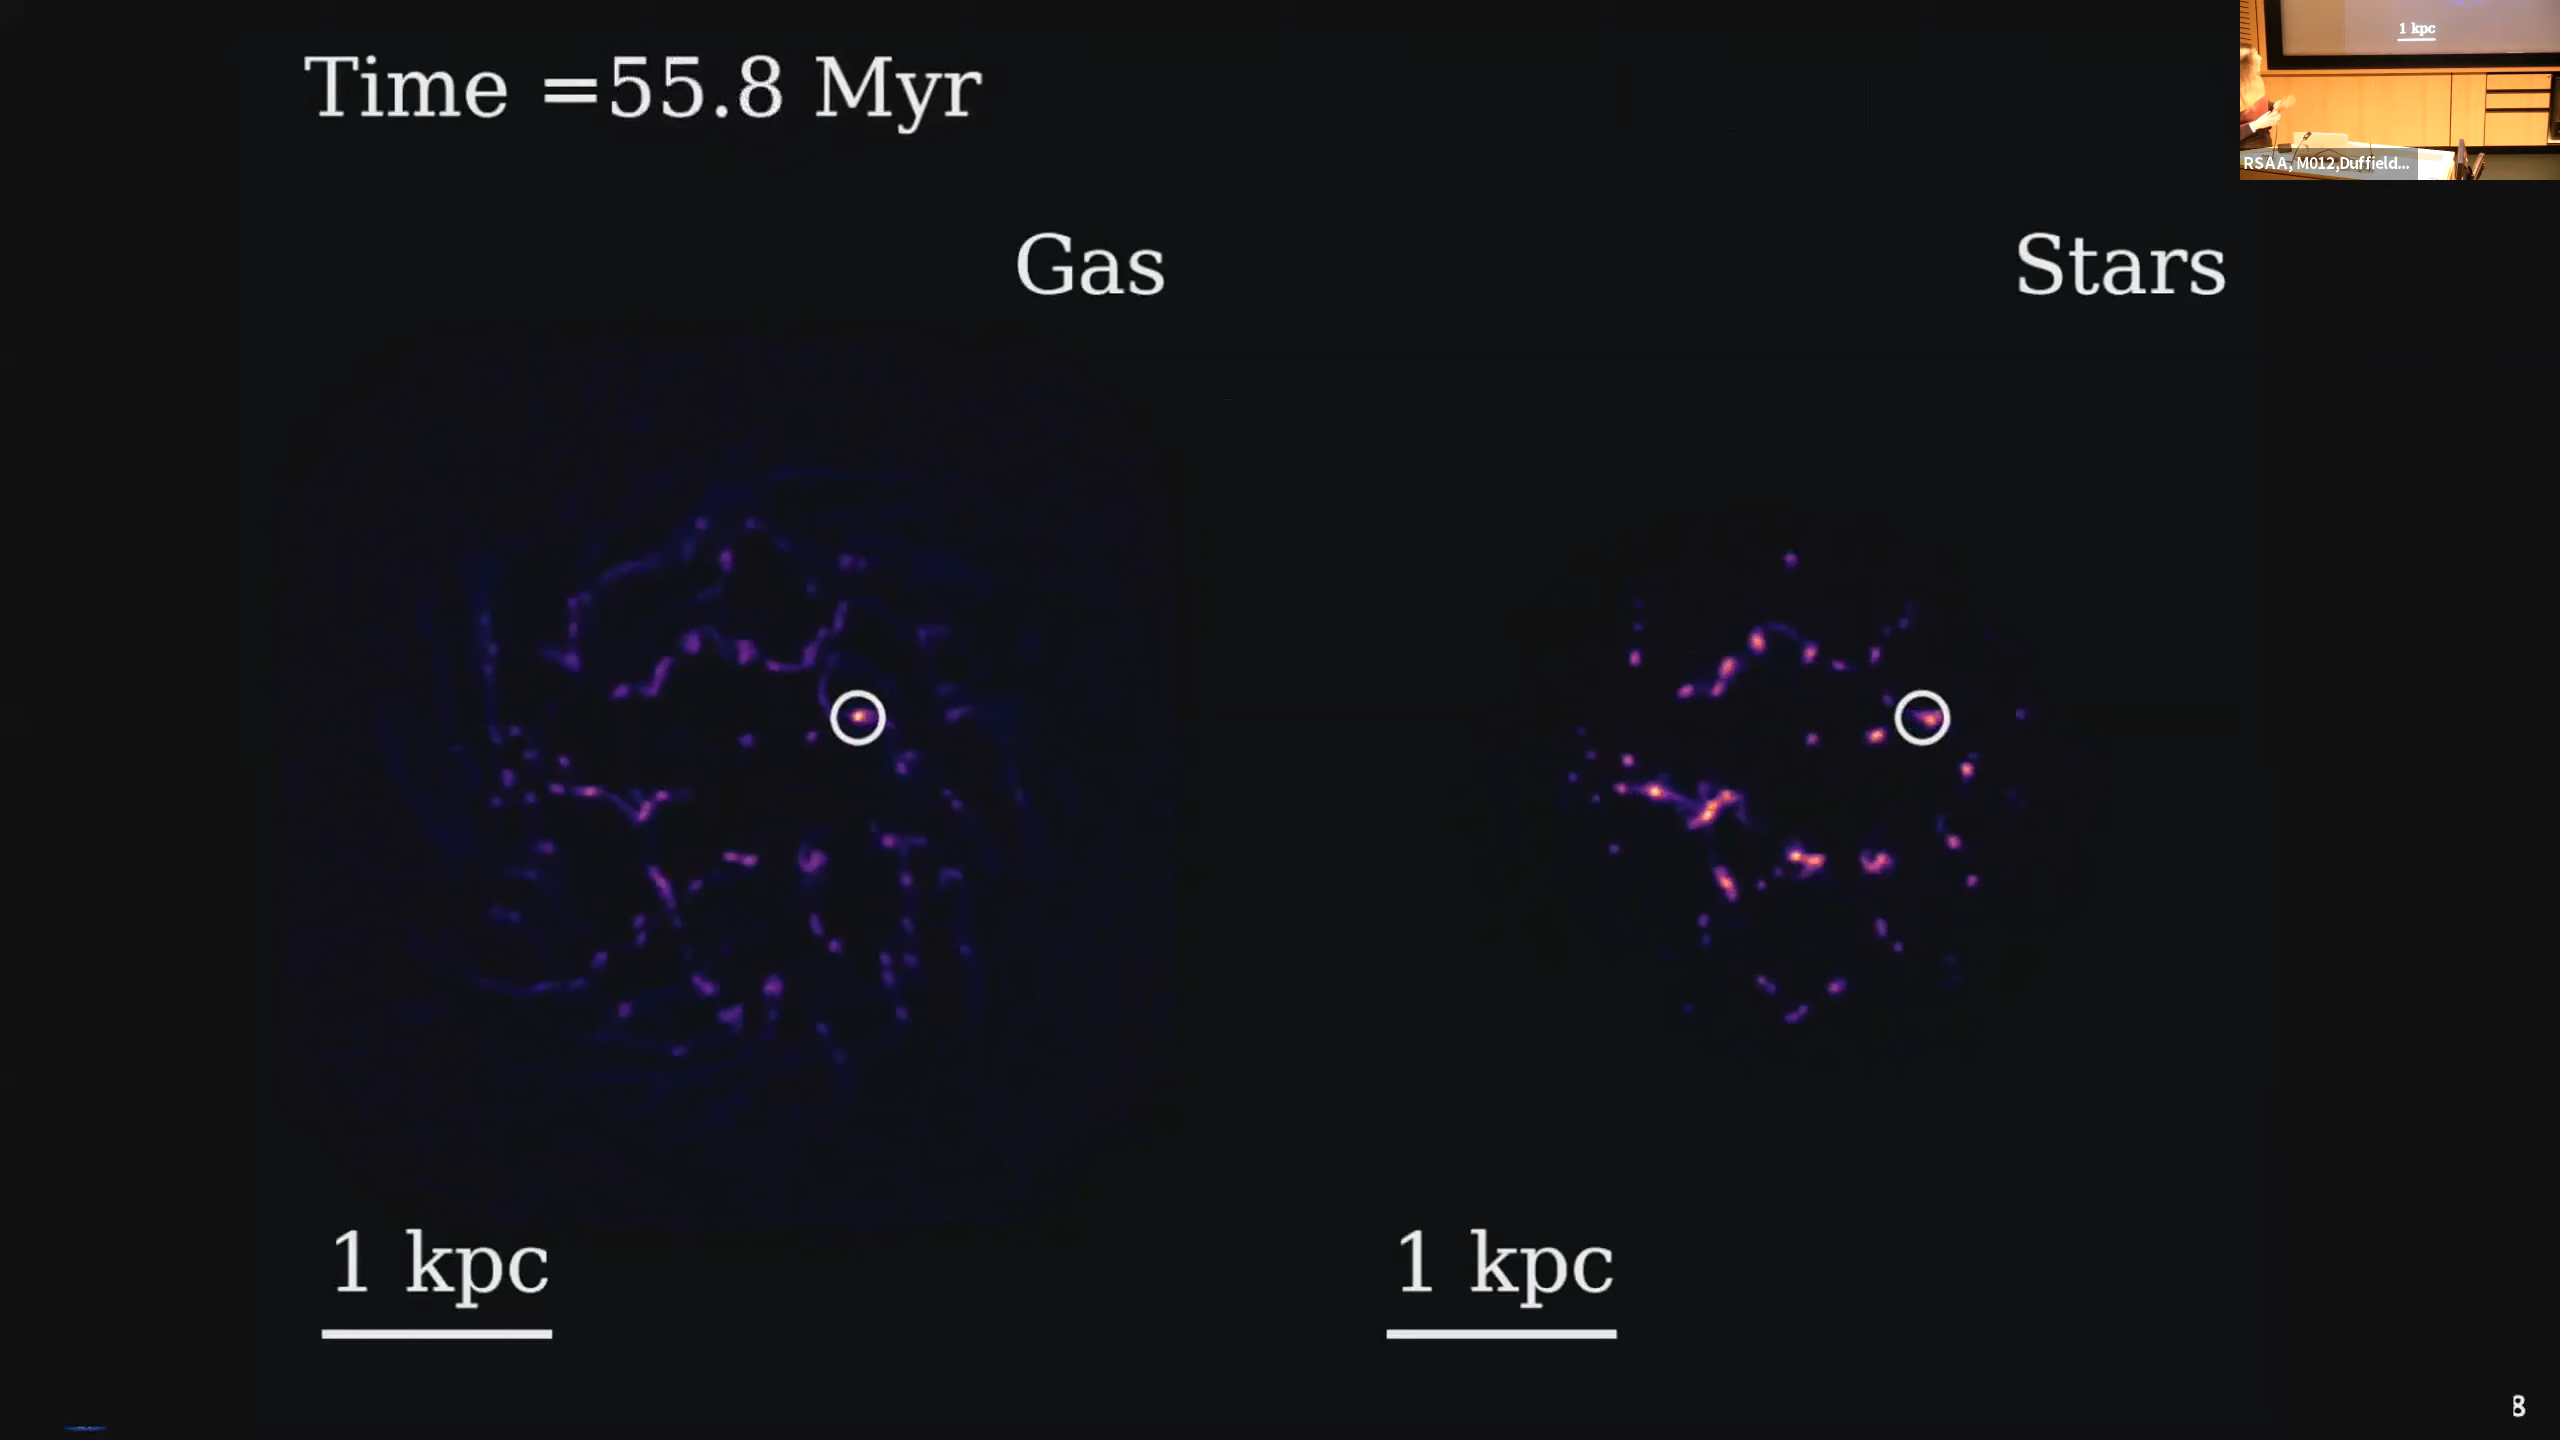 Time =55.8 Myr
1 kpc
RSAA, M012,Duffield...
Gas
Stars
1 kpc
1 kpc
8